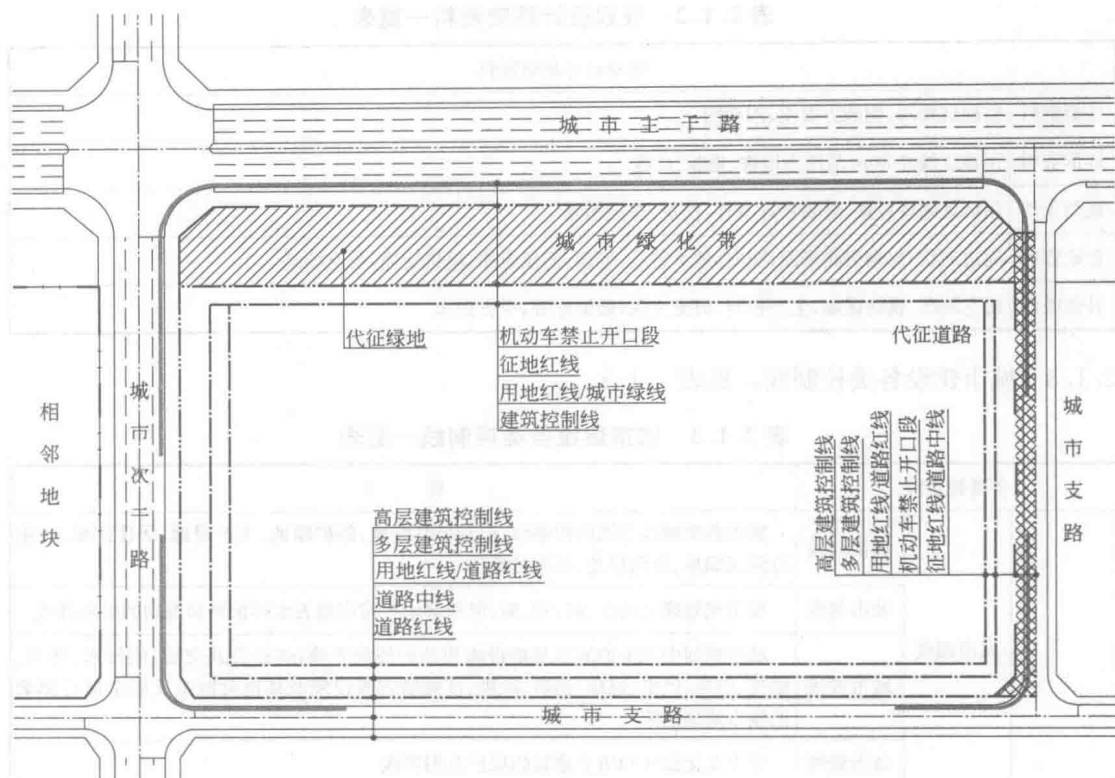 城市主干路
城市绿化带
代征绿地
机动车禁止开口段
征地红线
用地红线/城市绿线
建筑控制线
代征道路
相邻地块
城市次干路
高层建筑控制线
多层建筑控制线
用地红线/道路红线
道路中线
道路红线
高层建筑控制线
多层建筑控制线
用地红线/道路红线
机动车禁止开口段
征地红线/道路中线
城市支路
城市支路